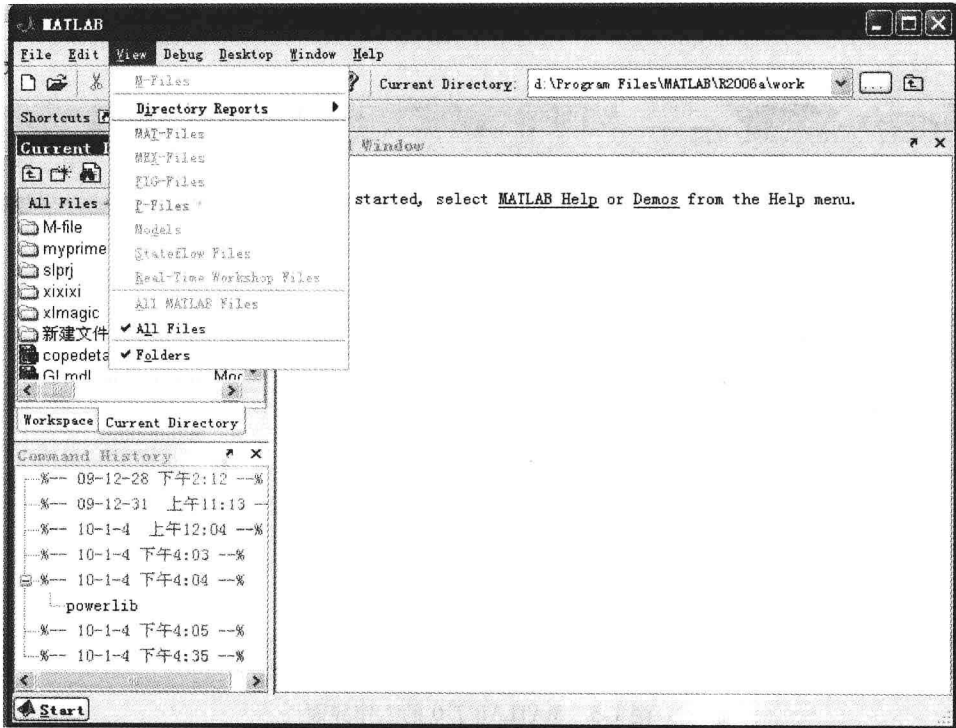 MATLAB
File Edit View Debug Desktop Window Help
Current Directory: d:\Program Files\MATLAB\R2006a\work
Shortcuts
M-Files
Directory Reports
MAT-Files
MEX-Files
FIG-Files
P-Files
Models
Stateflow Files
Real-Time Workshop Files
All MATLAB Files
All Files
Folders
Current
Window
All Files
started, select MATLAB Help or Demos from the Help menu.
M-file
myprime
slprj
xixixi
xlmagic
新建文件
copedeta
GI.mdl
Workspace Current Directory
Command History
%-- 09-12-28 下午2:12 --%
%-- 09-12-31 上午11:13 -
%-- 10-1-4 上午12:04 --%
%-- 10-1-4 下午4:03 --%
%-- 10-1-4 下午4:04 --%
powerlib
%-- 10-1-4 下午4:05 --%
%-- 10-1-4 下午4:35 --%
Start